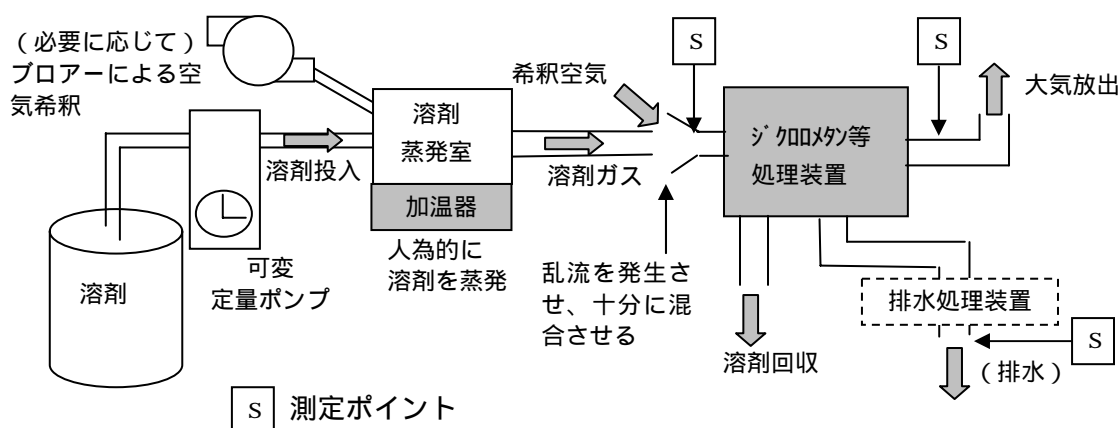 （必要に応じて）
ブロアーによる空
気希釈
溶剤
可変
定量ポンプ
溶剤投入
溶剤
蒸発室
加温器
人為的に
溶剤を蒸発
溶剤ガス
希釈空気
乱流を発生さ
せ、十分に混
合させる
S
ｼﾞｸﾛﾛﾒﾀﾝ等
処理装置
S
大気放出
溶剤回収
排水処理装置
S
（排水）
S 測定ポイント